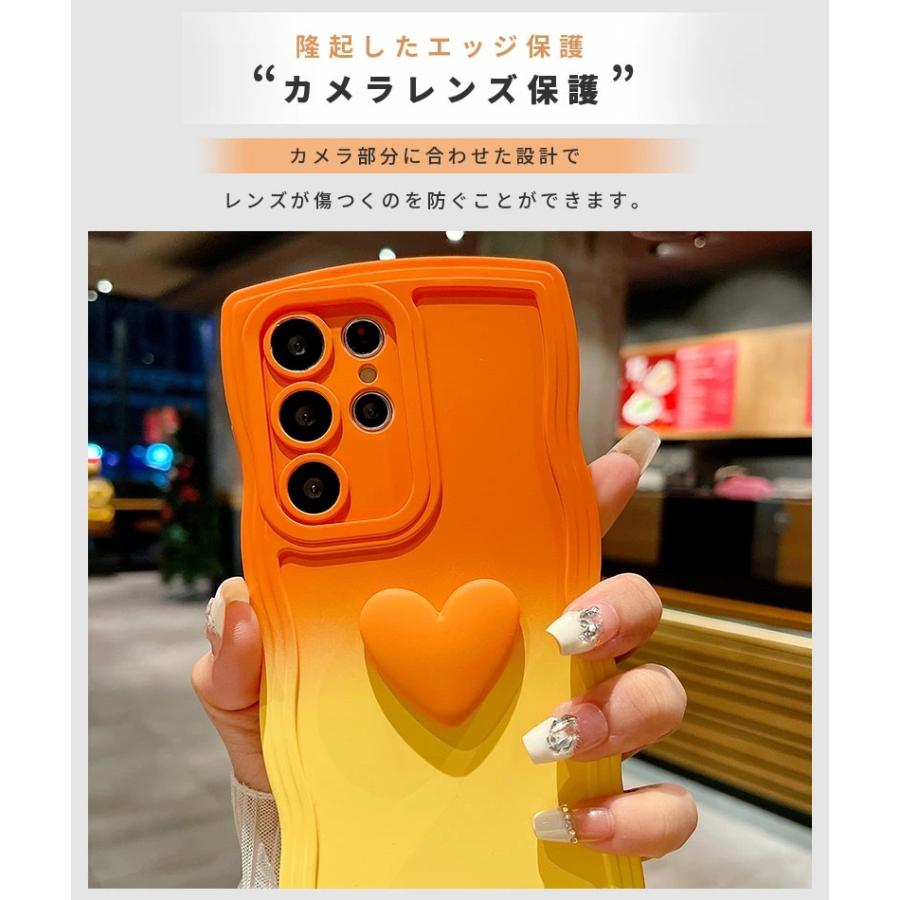 隆起したエッジ保護
“カメラレンズ保護”
カメラ部分に合わせた設計で
レンズが傷つくのを防ぐことができます。